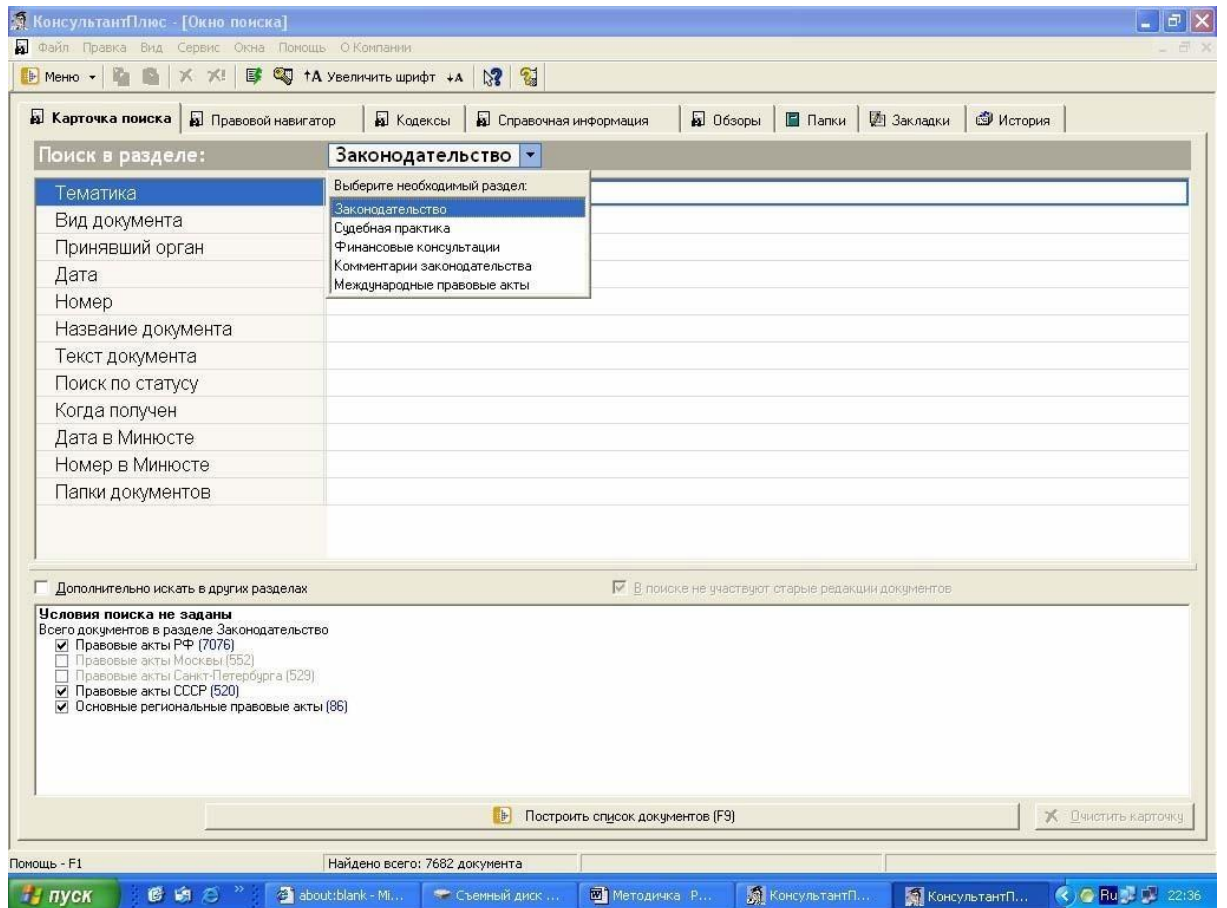 КонсультантПлюс - [Окно поиска]
Файл Правка Вид Сервис Окна Помощь О Компании
Меню Увеличить шрифт
Карточка поиска Правовой навигатор Кодексы Справочная информация Обзоры Папки Закладки История
Поиск в разделе: Законодательство
Выберите необходимый раздел:
Законодательство
Судебная практика
Финансовые консультации
Комментарии законодательства
Международные правовые акты
Тематика
Вид документа
Принявший орган
Дата
Номер
Название документа
Текст документа
Поиск по статусу
Когда получен
Дата в Минюсте
Номер в Минюсте
Папки документов
Дополнительно искать в других разделах В поиске не участвуют старые редакции документов
Условия поиска не заданы
Всего документов в разделе Законодательство
Правовые акты РФ (7076)
Правовые акты Москвы (552)
Правовые акты Санкт-Петербурга (529)
Правовые акты СССР (520)
Основные региональные правовые акты (86)
Построить список документов (F9) Очистить карточку
Помощь - F1 Найдено всего: 7682 документа
пуск about:blank - Mi... Съемный диск ... Методичка Р... КонсультантП... КонсультантП... Ru 22:36